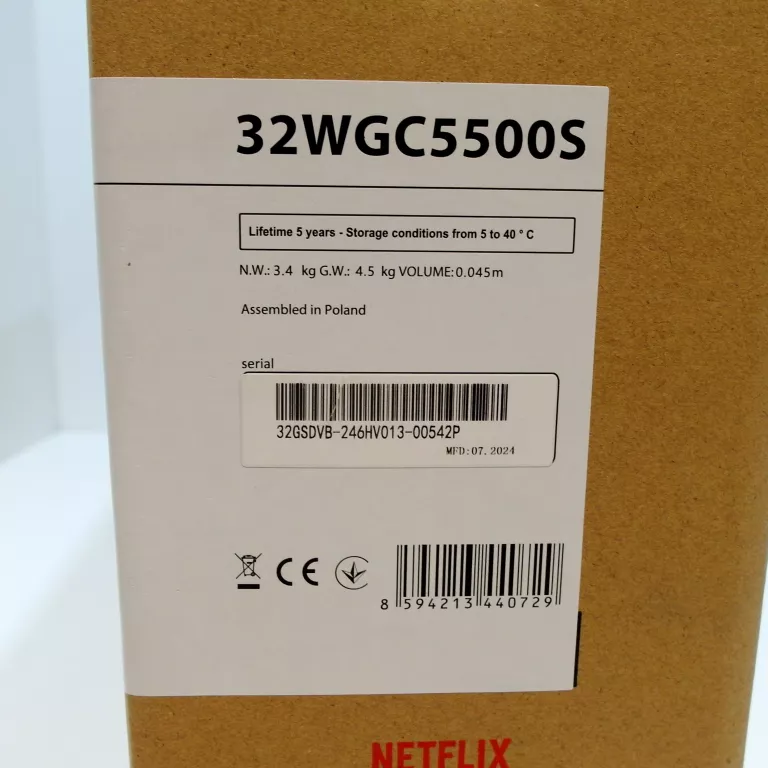 32WGC5500S
Lifetime 5 years - Storage conditions from 5 to 40 ° C
N.W.: 3.4 kg G.W.: 4.5 kg VOLUME: 0.045m
Assembled in Poland
serial
32GSDVB-246HV013-00542P
MFD:07.2024
CE
8 594213 440729
NETFLIX